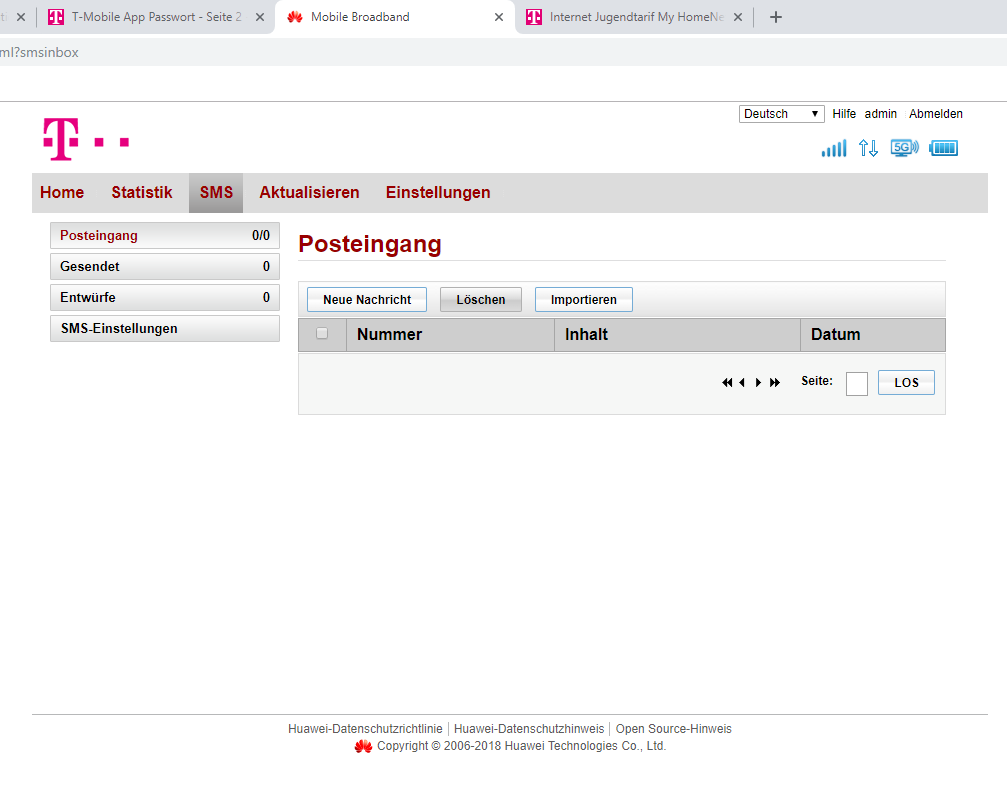 T-Mobile App Passwort - Seite 2
Mobile Broadband
Internet Jugendtarif My HomeNe
ml?smsinbox
Deutsch Hilfe admin Abmelden
T
5G
Home Statistik SMS Aktualisieren Einstellungen
Posteingang 0/0
Gesendet 0
Entwürfe 0
SMS-Einstellungen
Posteingang
Neue Nachricht Löschen Importieren
Nummer Inhalt Datum
Seite: LOS
Huawei-Datenschutzrichtlinie Huawei-Datenschutzhinweis Open Source-Hinweis
Copyright © 2006-2018 Huawei Technologies Co., Ltd.